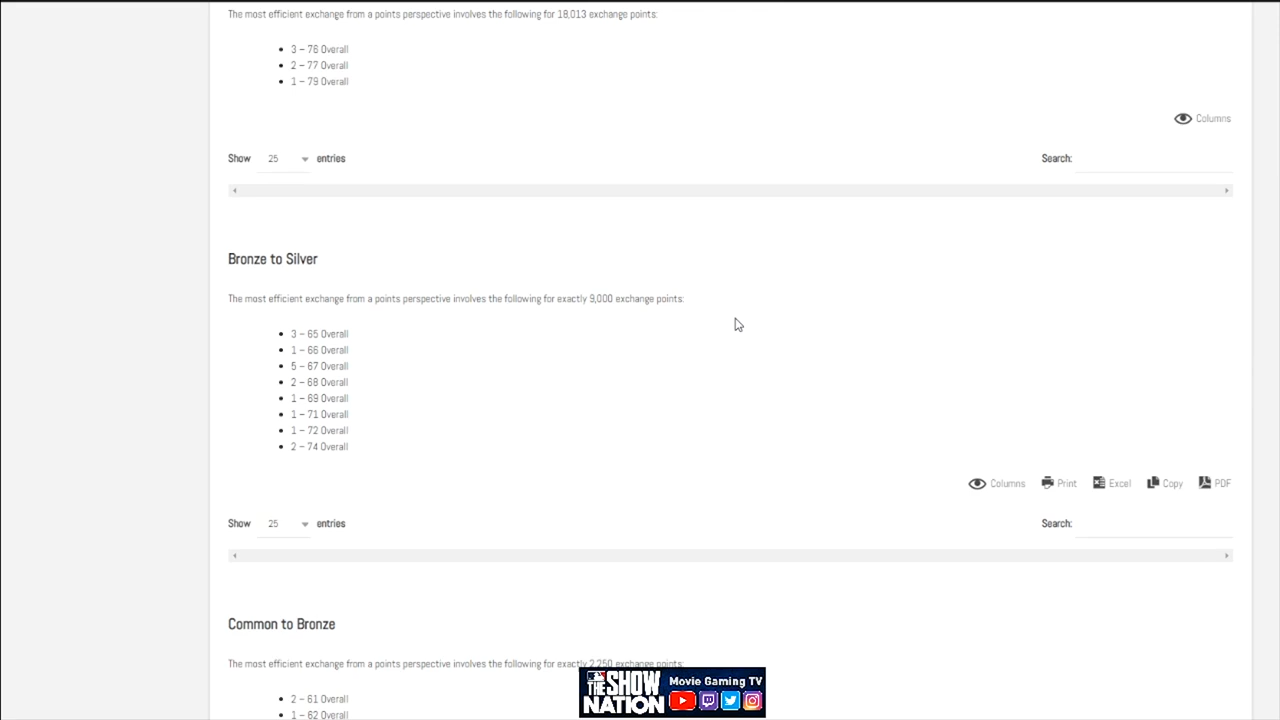 The most efficient exchange from a points perspective involves the following for 18,013 exchange points:
3 – 76 Overall
2 – 77 Overall
1 – 79 Overall
Columns
Show 25 entries
Search:
Bronze to Silver
The most efficient exchange from a points perspective involves the following for exactly 9,000 exchange points:
3 – 65 Overall
1 – 66 Overall
5 – 67 Overall
2 – 68 Overall
1 – 69 Overall
1 – 71 Overall
1 – 72 Overall
2 – 74 Overall
Columns Print Excel Copy PDF
Show 25 entries
Search:
Common to Bronze
The most efficient exchange from a points perspective involves the following for exactly 2,250 exchange points:
2 – 61 Overall
1 – 62 Overall
THE SHOW NATION
Movie Gaming TV